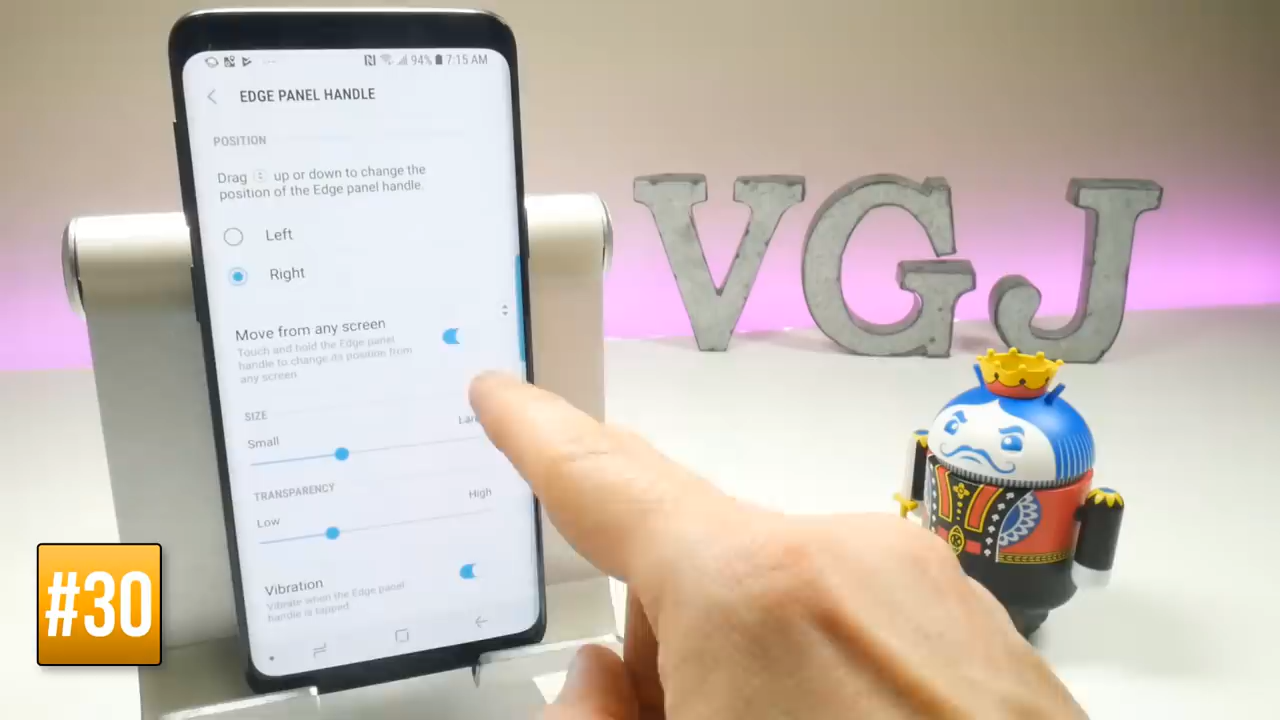 94% 7:15 AM
EDGE PANEL HANDLE
POSITION
Drag up or down to change the
position of the Edge panel handle.
Left
Right
Move from any screen
Touch and hold the Edge panel
handle to change its position from
any screen
SIZE
Small
TRANSPARENCY
High
Low
Vibration
Vibrate when the Edge panel
handle is tapped.
VGJ
#30